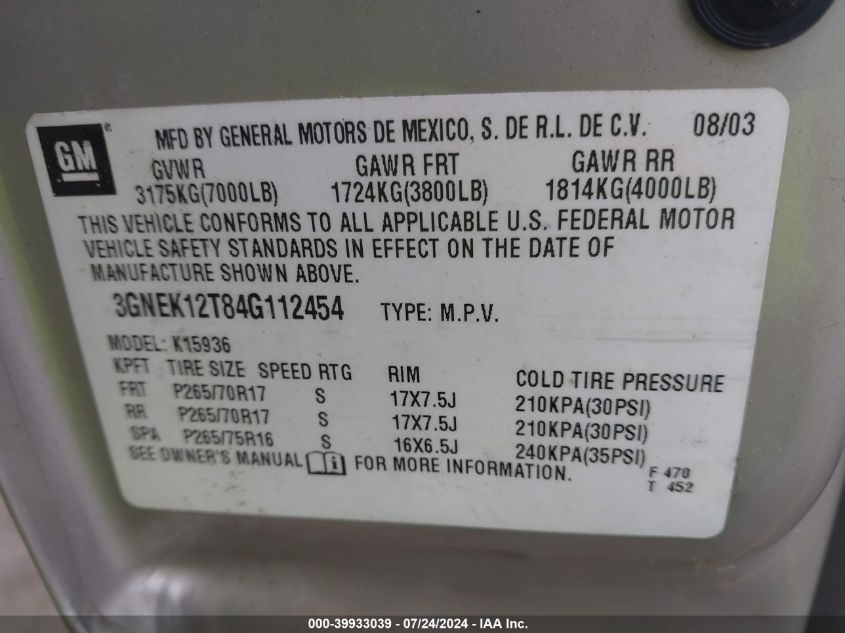 GM ® MFD BY GENERAL MOTORS DE MEXICO, S. DE R.L. DE C.V. 08/03
GVWR GAWR FRT GAWR RR
3175KG(7000LB) 1724KG(3800LB) 1814KG(4000LB)
THIS VEHICLE CONFORMS TO ALL APPLICABLE U.S. FEDERAL MOTOR
VEHICLE SAFETY STANDARDS IN EFFECT ON THE DATE OF
MANUFACTURE SHOWN ABOVE.
3GNEK12T84G112454 TYPE: M.P.V.
MODEL: K15936
KPFT TIRE SIZE SPEED RTG RIM COLD TIRE PRESSURE
FRT P265/70R17 S 17X7.5J 210KPA(30PSI)
RR P265/70R17 S 17X7.5J 210KPA(30PSI)
SPA P265/75R16 S 16X6.5J 240KPA(35PSI)
SEE OWNER'S MANUAL i FOR MORE INFORMATION.
F 470
T 452
000-39933039 - 07/24/2024 - IAA Inc.